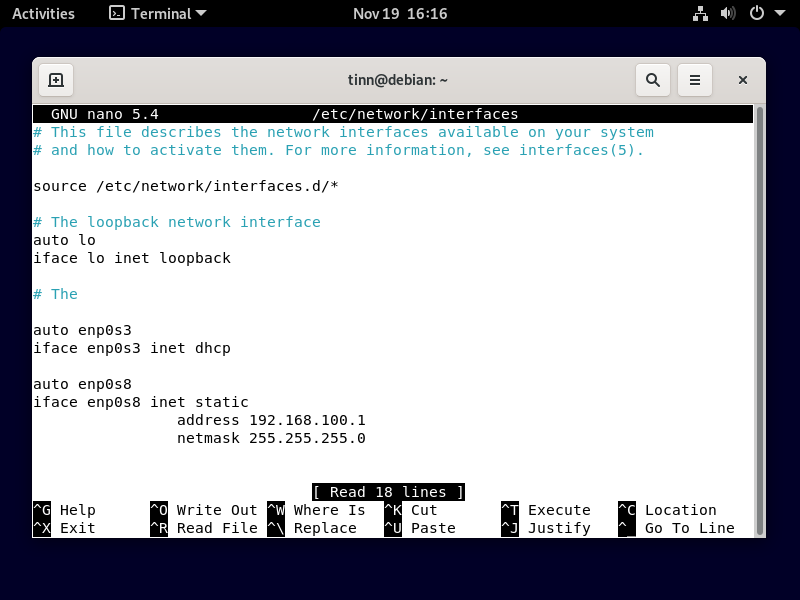 Activities Terminal Nov 19 16:16
tinn@debian: ~
GNU nano 5.4 /etc/network/interfaces
# This file describes the network interfaces available on your system
# and how to activate them. For more information, see interfaces(5).
source /etc/network/interfaces.d/*
# The loopback network interface
auto lo
iface lo inet loopback
# The
auto enp0s3
iface enp0s3 inet dhcp
auto enp0s8
iface enp0s8 inet static
address 192.168.100.1
netmask 255.255.255.0
[ Read 18 lines ]
^G Help ^O Write Out ^W Where Is ^K Cut ^T Execute ^C Location
^X Exit ^R Read File ^\ Replace ^U Paste ^J Justify ^_ Go To Line